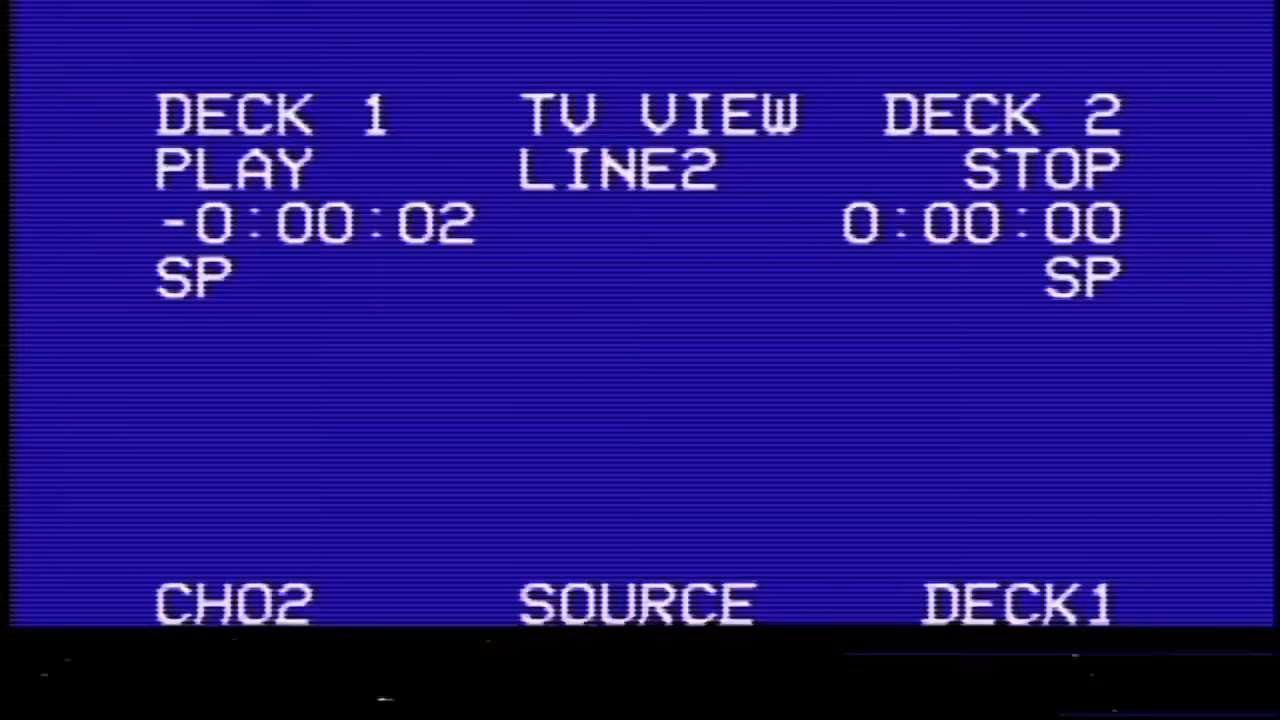 DECK 1 TV VIEW DECK 2
PLAY LINE2 STOP
-0:00:02 0:00:00
SP SP
CH02 SOURCE DECK1